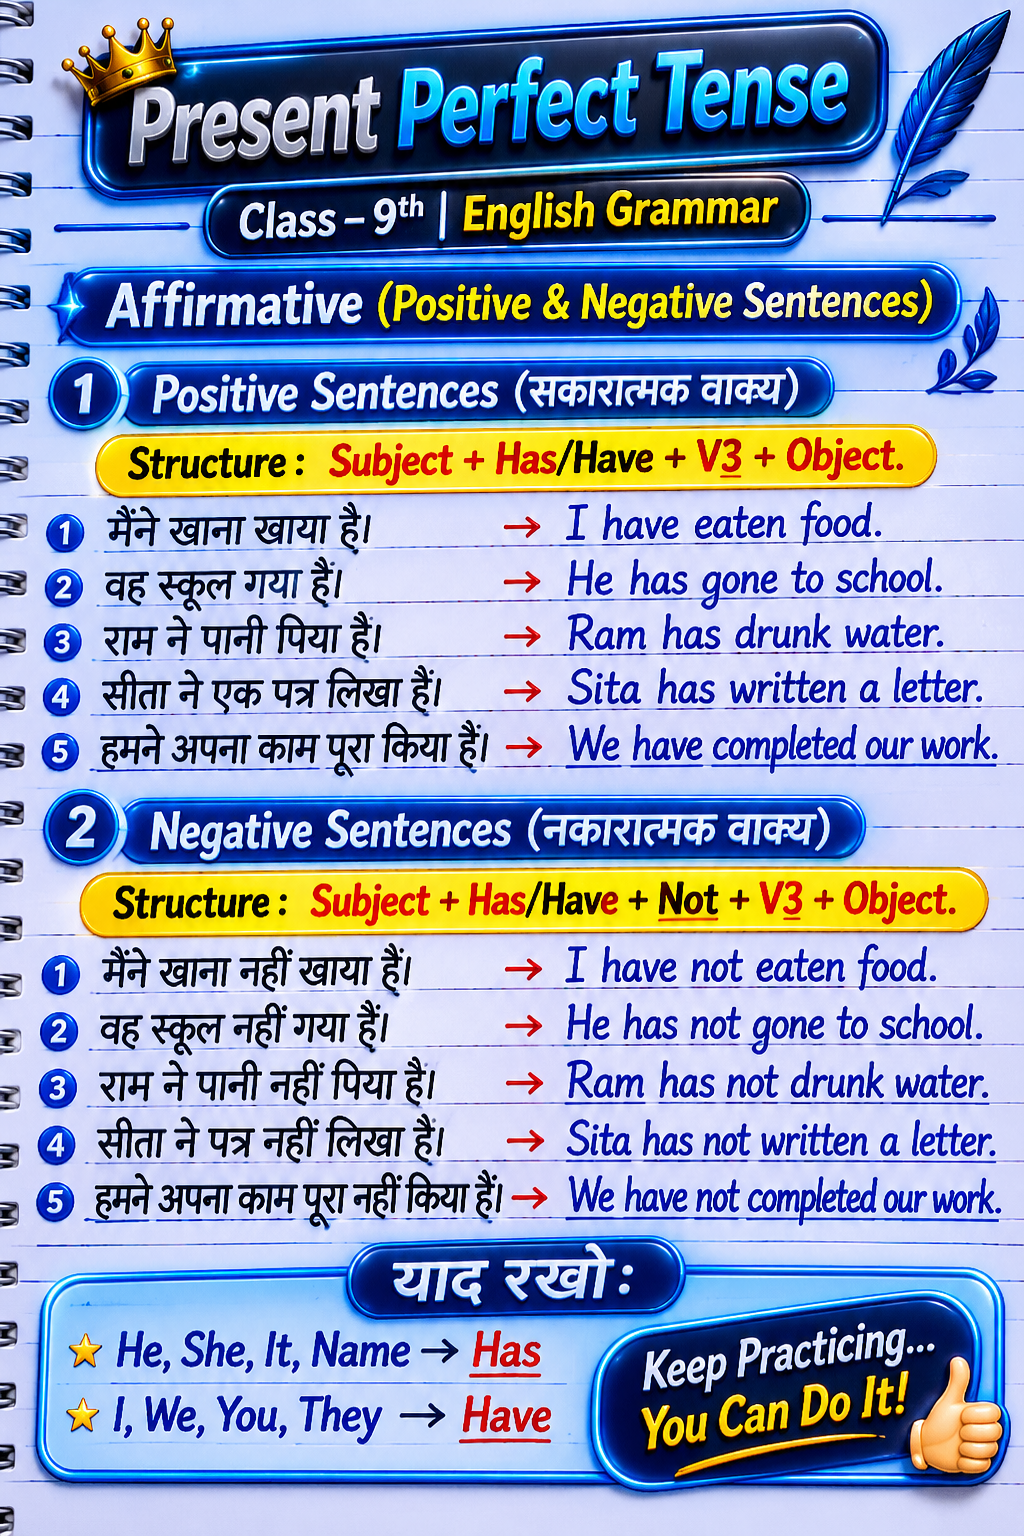 Present Perfect Tense
Class – 9th | English Grammar
Affirmative (Positive & Negative Sentences)
1 Positive Sentences (सकारात्मक वाक्य)
Structure : Subject + Has/Have + V3 + Object.
1 मैंने खाना खाया है। → I have eaten food.
2 वह स्कूल गया हैं। → He has gone to school.
3 राम ने पानी पिया है। → Ram has drunk water.
4 सीता ने एक पत्र लिखा हैं। → Sita has written a letter.
5 हमने अपना काम पूरा किया हैं। → We have completed our work.
2 Negative Sentences (नकारात्मक वाक्य)
Structure : Subject + Has/Have + Not + V3 + Object.
1 मैंने खाना नहीं खाया हैं। → I have not eaten food.
2 वह स्कूल नहीं गया हैं। → He has not gone to school.
3 राम ने पानी नहीं पिया है। → Ram has not drunk water.
4 सीता ने पत्र नहीं लिखा हैं। → Sita has not written a letter.
5 हमने अपना काम पूरा नहीं किया हैं। → We have not completed our work.
याद रखो:
He, She, It, Name → Has
I, We, You, They → Have
Keep Practicing...
You Can Do It!